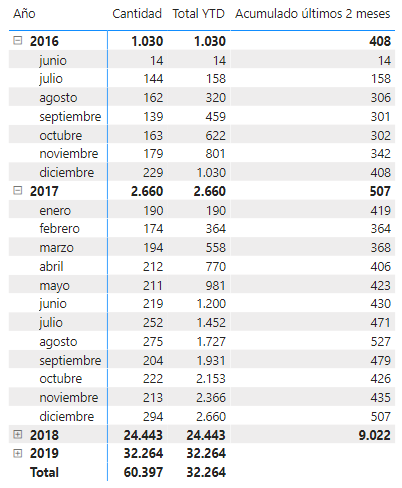 Año Cantidad Total YTD Acumulado últimos 2 meses
2016 1.030 1.030 408
junio 14 14 14
julio 144 158 158
agosto 162 320 306
septiembre 139 459 301
octubre 163 622 302
noviembre 179 801 342
diciembre 229 1.030 408
2017 2.660 2.660 507
enero 190 190 419
febrero 174 364 364
marzo 194 558 368
abril 212 770 406
mayo 211 981 423
junio 219 1.200 430
julio 252 1.452 471
agosto 275 1.727 527
septiembre 204 1.931 479
octubre 222 2.153 426
noviembre 213 2.366 435
diciembre 294 2.660 507
2018 24.443 24.443 9.022
2019 32.264 32.264
Total 60.397 32.264